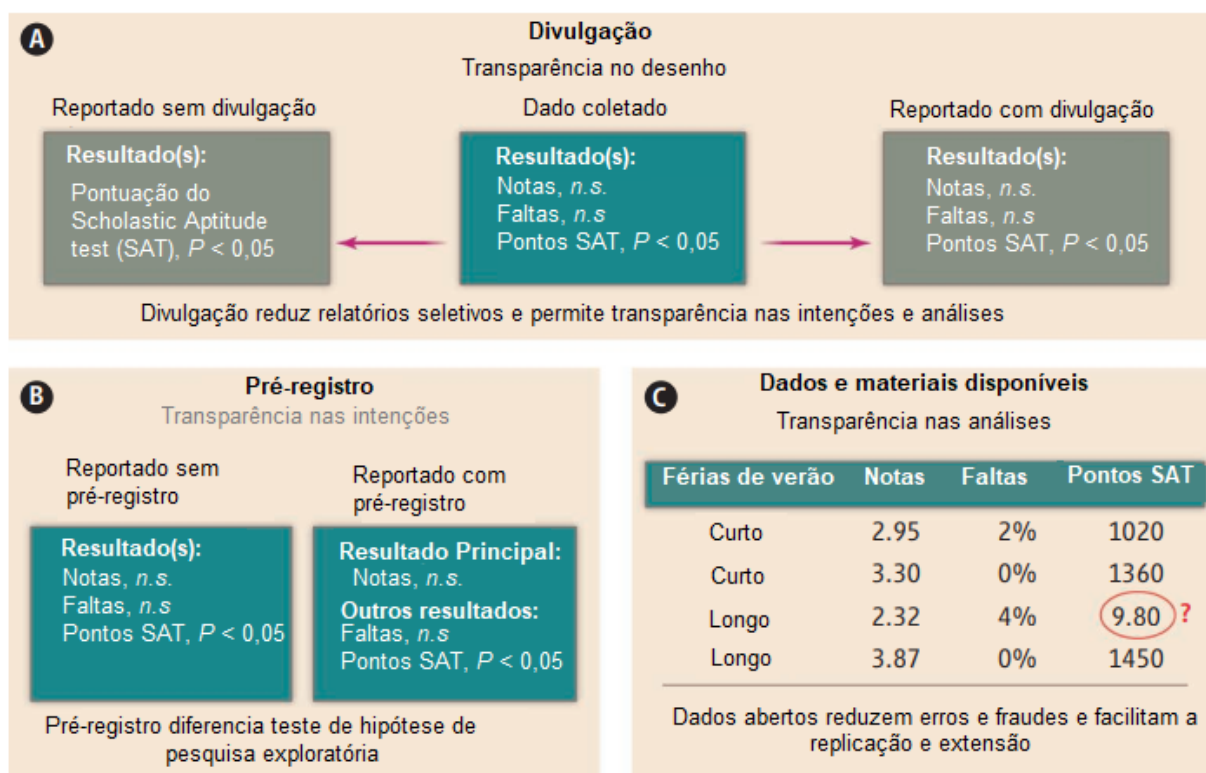 A
Divulgação
Transparência no desenho
Reportado sem divulgação
Resultado(s):
Pontuação do
Scholastic Aptitude
test (SAT), P < 0,05
Dado coletado
Resultado(s):
Notas, n.s.
Faltas, n.s
Pontos SAT, P < 0,05
Reportado com divulgação
Resultado(s):
Notas, n.s.
Faltas, n.s
Pontos SAT, P < 0,05
Divulgação reduz relatórios seletivos e permite transparência nas intenções e análises
B
Pré-registro
Transparência nas intenções
Reportado sem
pré-registro
Resultado(s):
Notas, n.s.
Faltas, n.s
Pontos SAT, P < 0,05
Reportado com
pré-registro
Resultado Principal:
Notas, n.s.
Outros resultados:
Faltas, n.s
Pontos SAT, P < 0,05
Pré-registro diferencia teste de hipótese de
pesquisa exploratória
C
Dados e materiais disponíveis
Transparência nas análises
Férias de verão Notas Faltas Pontos SAT
Curto 2.95 2% 1020
Curto 3.30 0% 1360
Longo 2.32 4% 9.80 ?
Longo 3.87 0% 1450
Dados abertos reduzem erros e fraudes e facilitam a
replicação e extensão